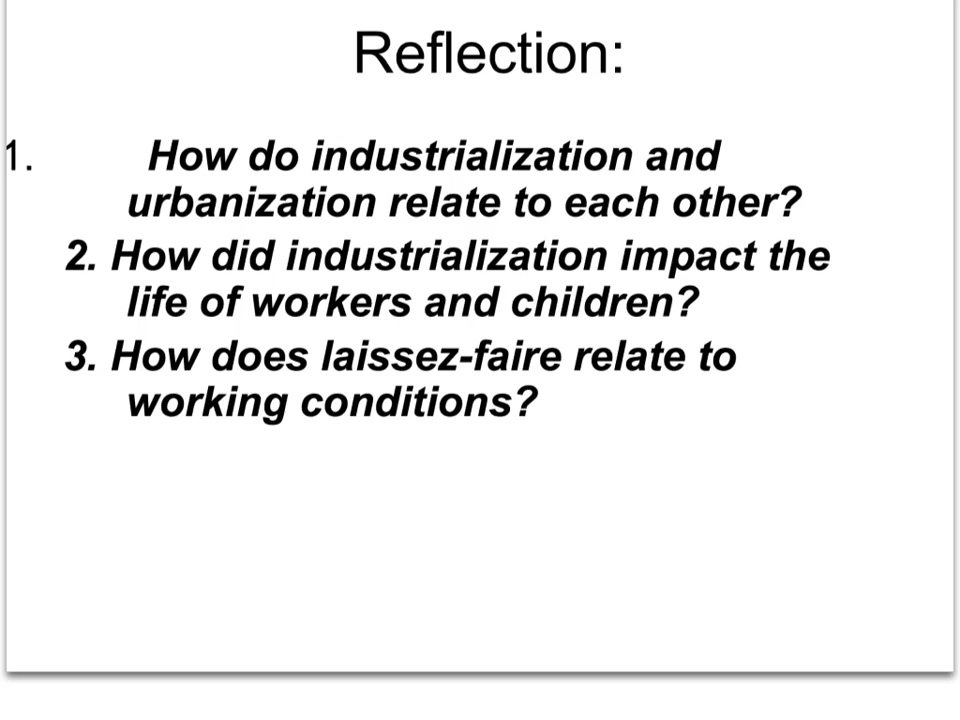 Reflection:
1. How do industrialization and
urbanization relate to each other?
2. How did industrialization impact the
life of workers and children?
3. How does laissez-faire relate to
working conditions?